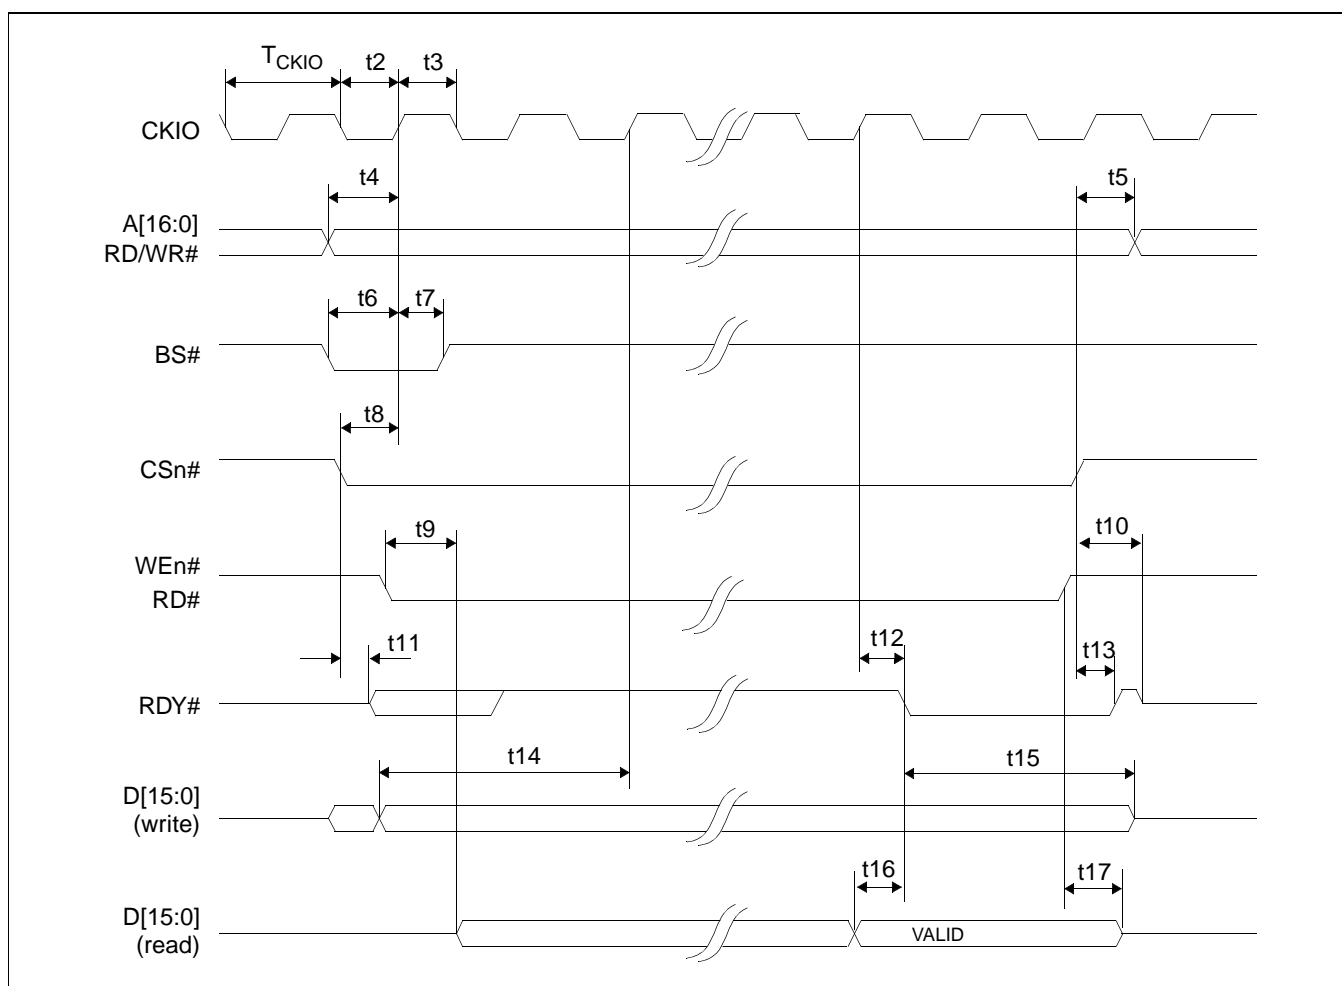 TCKIO t2 t3
CKIO
t4 t5
A[16:0]
RD/WR#
t6 t7
BS#
t8
CSn#
t9 t10
WEn#
RD#
t11 t12 t13
RDY#
t14 t15
D[15:0]
(write)
t16 t17
D[15:0]
(read)
VALID